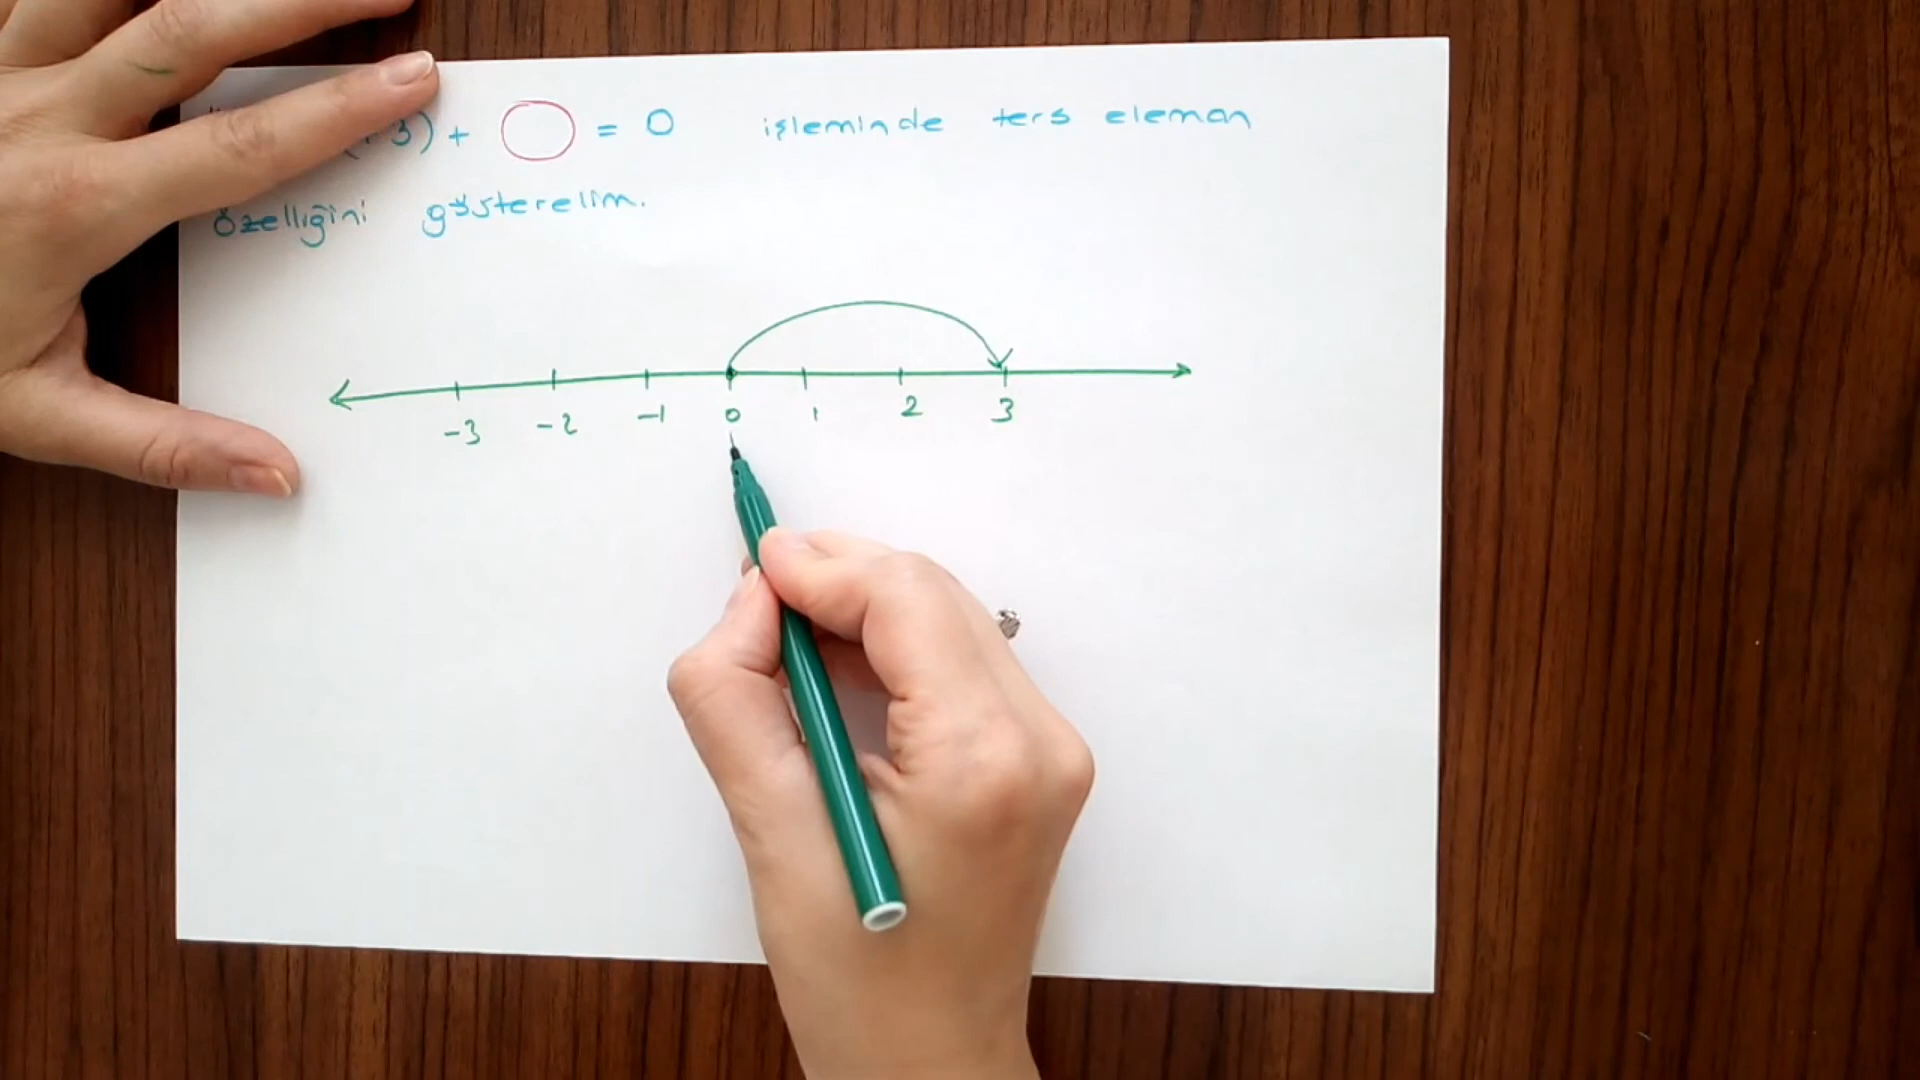 (+3) + ◯ = 0 işleminde ters eleman
özelliğini gösterelim.
-3 -2 -1 0 1 2 3